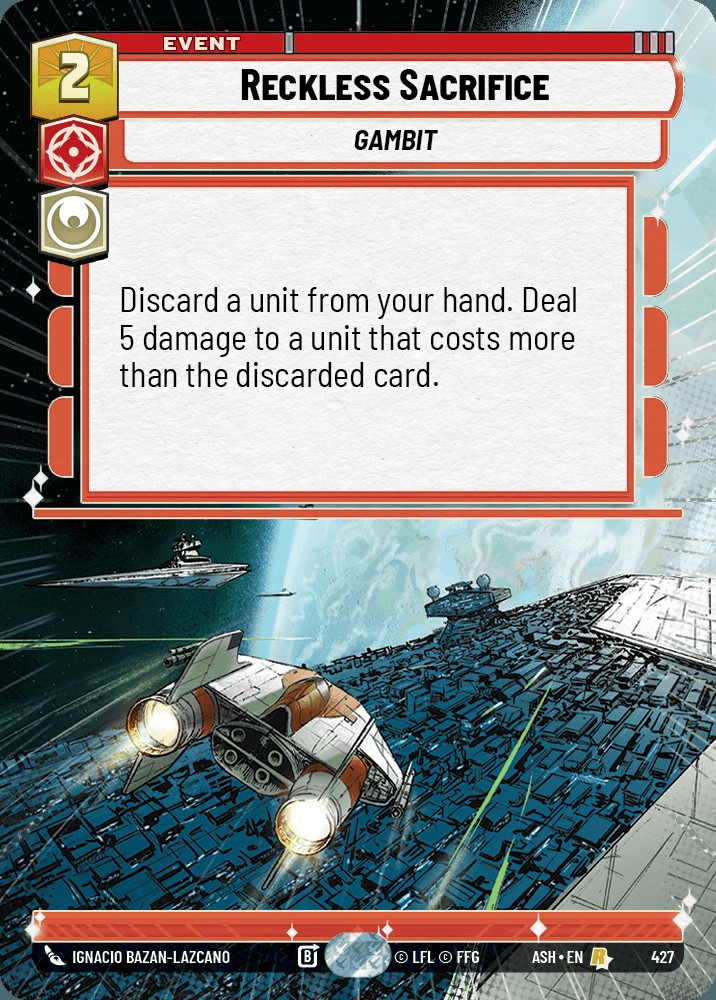 EVENT
2
RECKLESS SACRIFICE
GAMBIT
Discard a unit from your hand. Deal
5 damage to a unit that costs more
than the discarded card.
IGNACIO BAZAN-LAZCANO B © LFL © FFG ASH • EN R 427